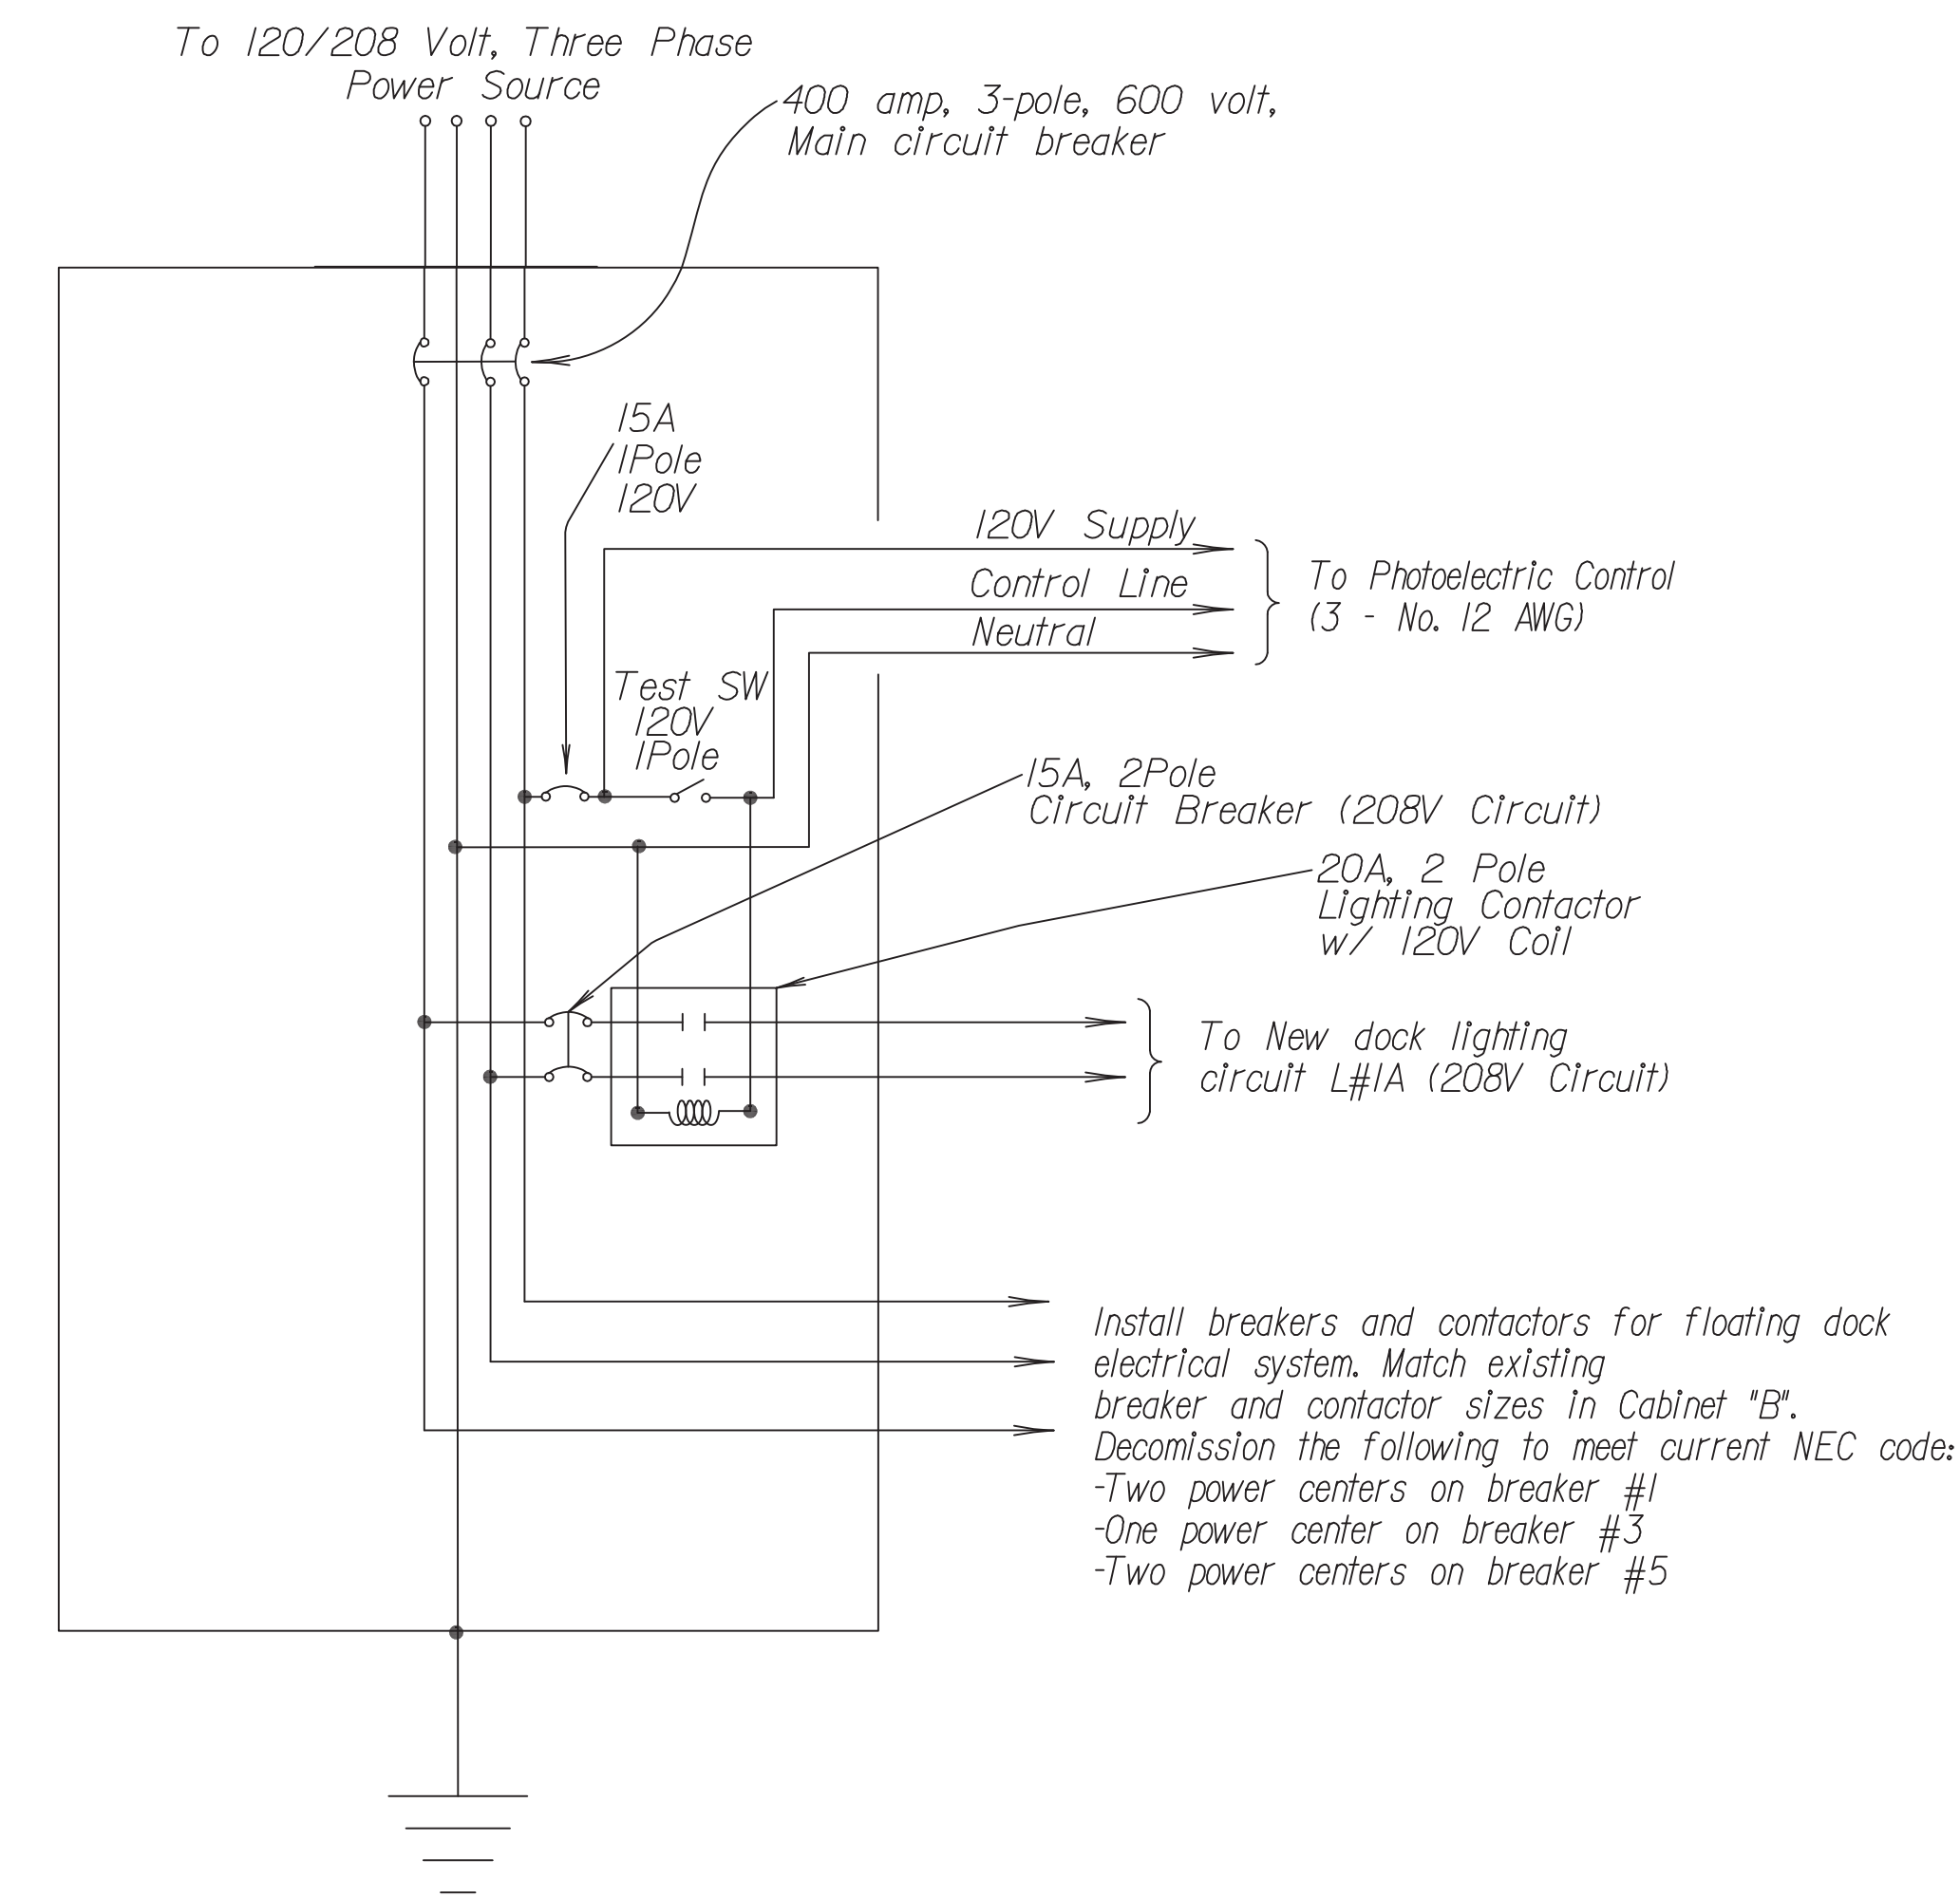 To 120/208 Volt, Three Phase
Power Source
400 amp, 3-pole, 600 volt,
Main circuit breaker
15A
1Pole
120V
120V Supply
Control Line
Neutral
To Photoelectric Control
(3 - No. 12 AWG)
Test SW
120V
1Pole
15A, 2Pole
Circuit Breaker (208V Circuit)
20A, 2 Pole
Lighting Contactor
w/ 120V Coil
To New dock lighting
circuit L#1A (208V Circuit)
Install breakers and contactors for floating dock
electrical system. Match existing
breaker and contactor sizes in Cabinet "B".
Decomission the following to meet current NEC code:
-Two power centers on breaker #1
-One power center on breaker #3
-Two power centers on breaker #5